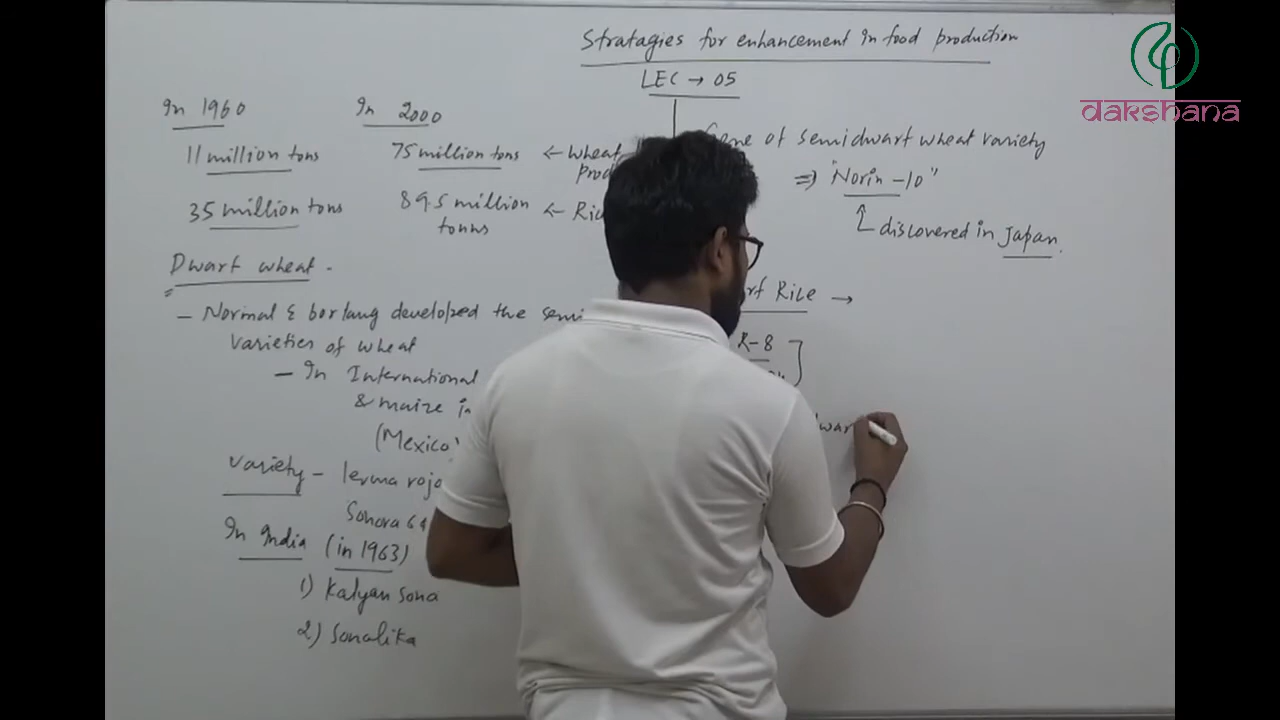 Stratagies for enhancement in food production
LEC → 05
dakshana
In 1960
In 2000
11 million tons
75 million tons ← Wheat
35 million tons
89.5 million ← Ric
tonns
Gene of semidwarf wheat variety
⇒ "Norin -10"
discovered in Japan.
Dwarf wheat -
- Normal E borlang developed the semi
varieties of wheat
- In International
& maize in
(Mexico)
variety - lerma rojo
Sonora 64
In India (in 1963)
1) Kalyan sona
2) Sonalika
rf Rice →
R-8
dwar